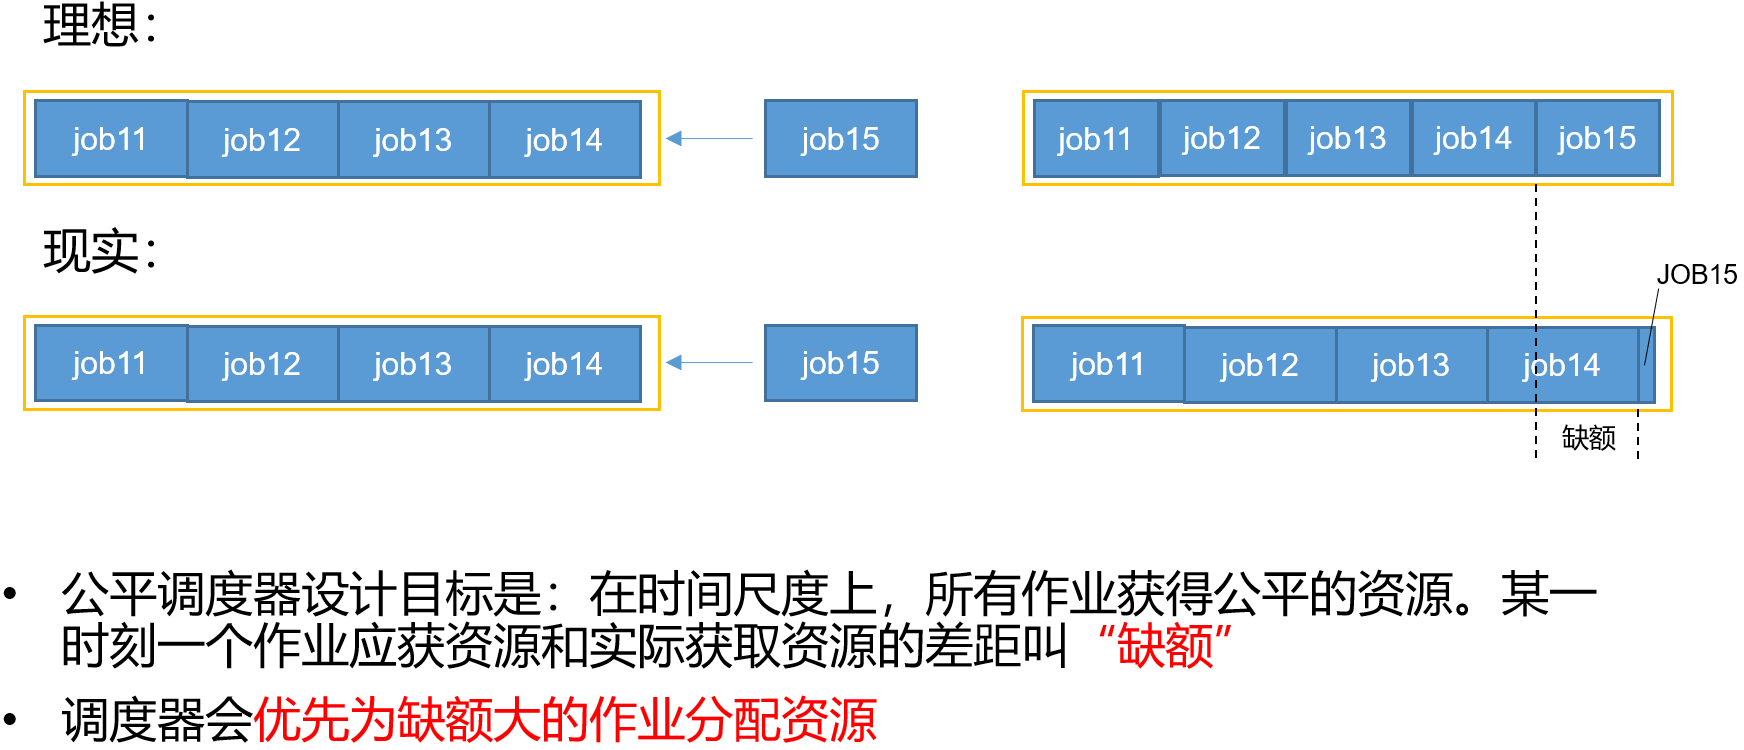 理想：
job11 job12 job13 job14 job15 job11 job12 job13 job14 job15
现实：
JOB15
job11 job12 job13 job14 job15 job11 job12 job13 job14
缺额
• 公平调度器设计目标是：在时间尺度上，所有作业获得公平的资源。某一
时刻一个作业应获资源和实际获取资源的差距叫“缺额”
• 调度器会优先为缺额大的作业分配资源